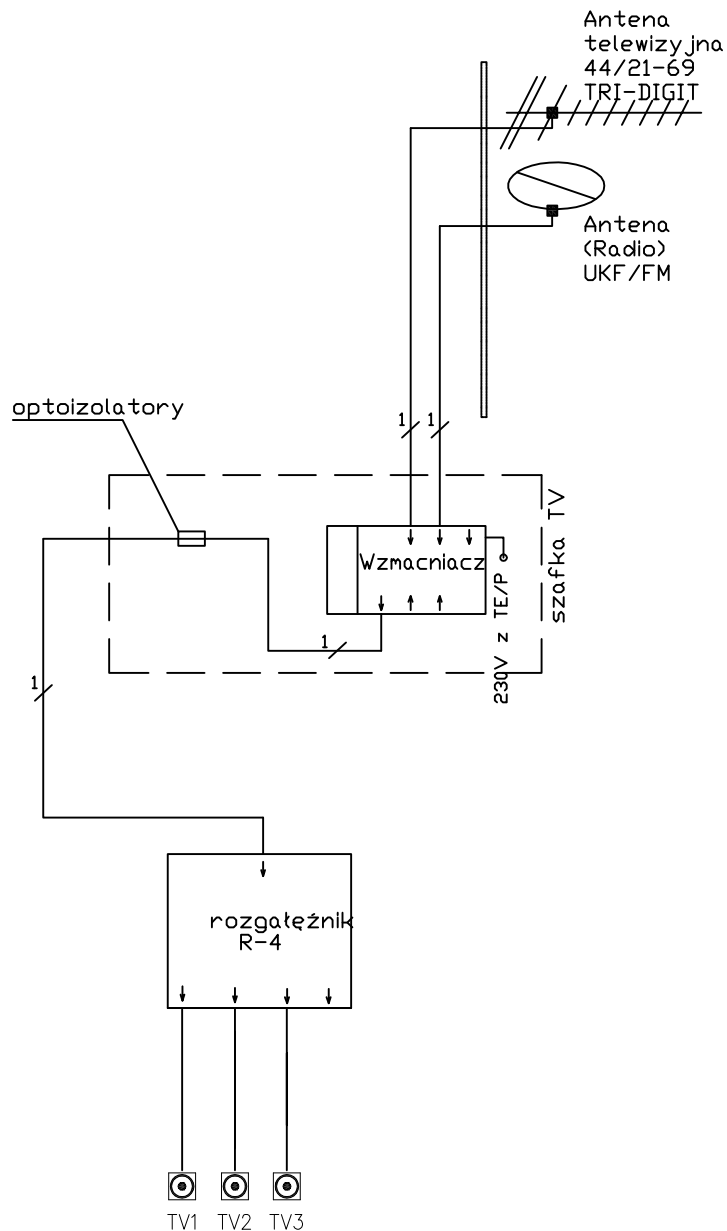 Antena
telewizyjna
44/21-69
TRI-DIGIT
Antena
(Radio)
UKF/FM
optoizolatory
1
1
szafka TV
Wzmacniacz
230V z TE/P
1
1
rozgałęźnik
R-4
TV1
TV2
TV3